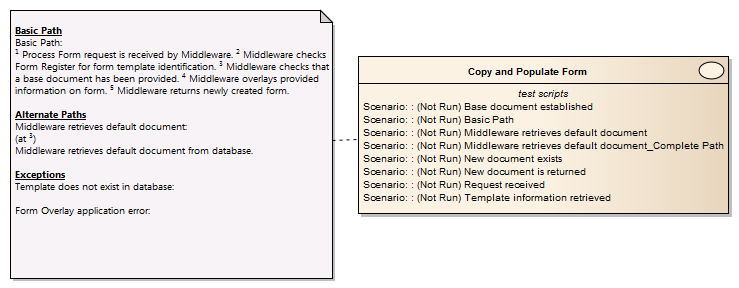 Basic Path
Basic Path:
1 Process Form request is received by Middleware. 2 Middleware checks
Form Register for form template identification. 3 Middleware checks that
a base document has been provided. 4 Middleware overlays provided
information on form. 5 Middleware returns newly created form.
Alternate Paths
Middleware retrieves default document:
(at 3)
Middleware retrieves default document from database.
Exceptions
Template does not exist in database:
Form Overlay application error:
Copy and Populate Form
test scripts
Scenario: : (Not Run) Base document established
Scenario: : (Not Run) Basic Path
Scenario: : (Not Run) Middleware retrieves default document
Scenario: : (Not Run) Middleware retrieves default document_Complete Path
Scenario: : (Not Run) New document exists
Scenario: : (Not Run) New document is returned
Scenario: : (Not Run) Request received
Scenario: : (Not Run) Template information retrieved